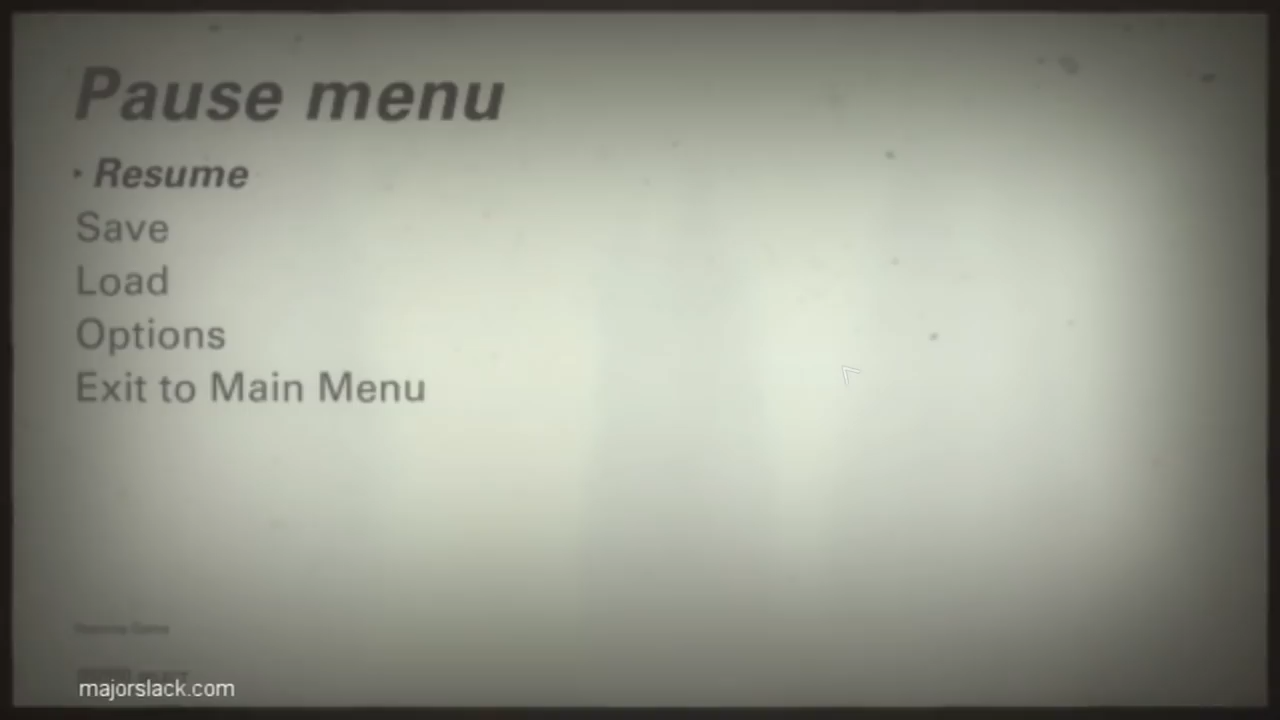 Pause menu
· Resume
Save
Load
Options
Exit to Main Menu
majorslack.com